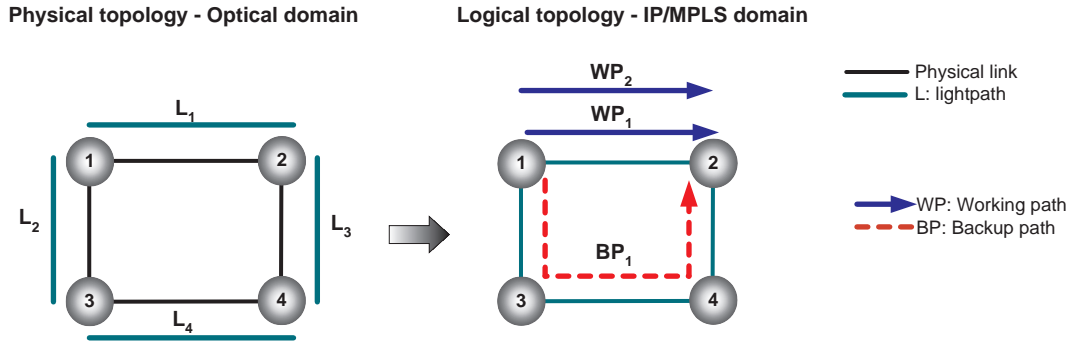 Physical topology - Optical domain
Logical topology - IP/MPLS domain
WP2
Physical link
L: lightpath
L1
WP1
1
2
1
2
L2
L3
WP: Working path
BP: Backup path
BP1
3
4
3
4
L4